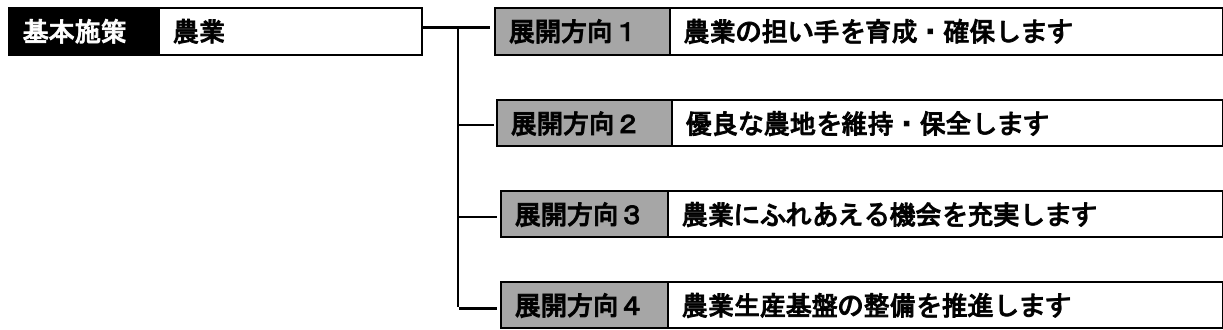 基本施策 農業
展開方向１ 農業の担い手を育成・確保します
展開方向２ 優良な農地を維持・保全します
展開方向３ 農業にふれあえる機会を充実します
展開方向４ 農業生産基盤の整備を推進します